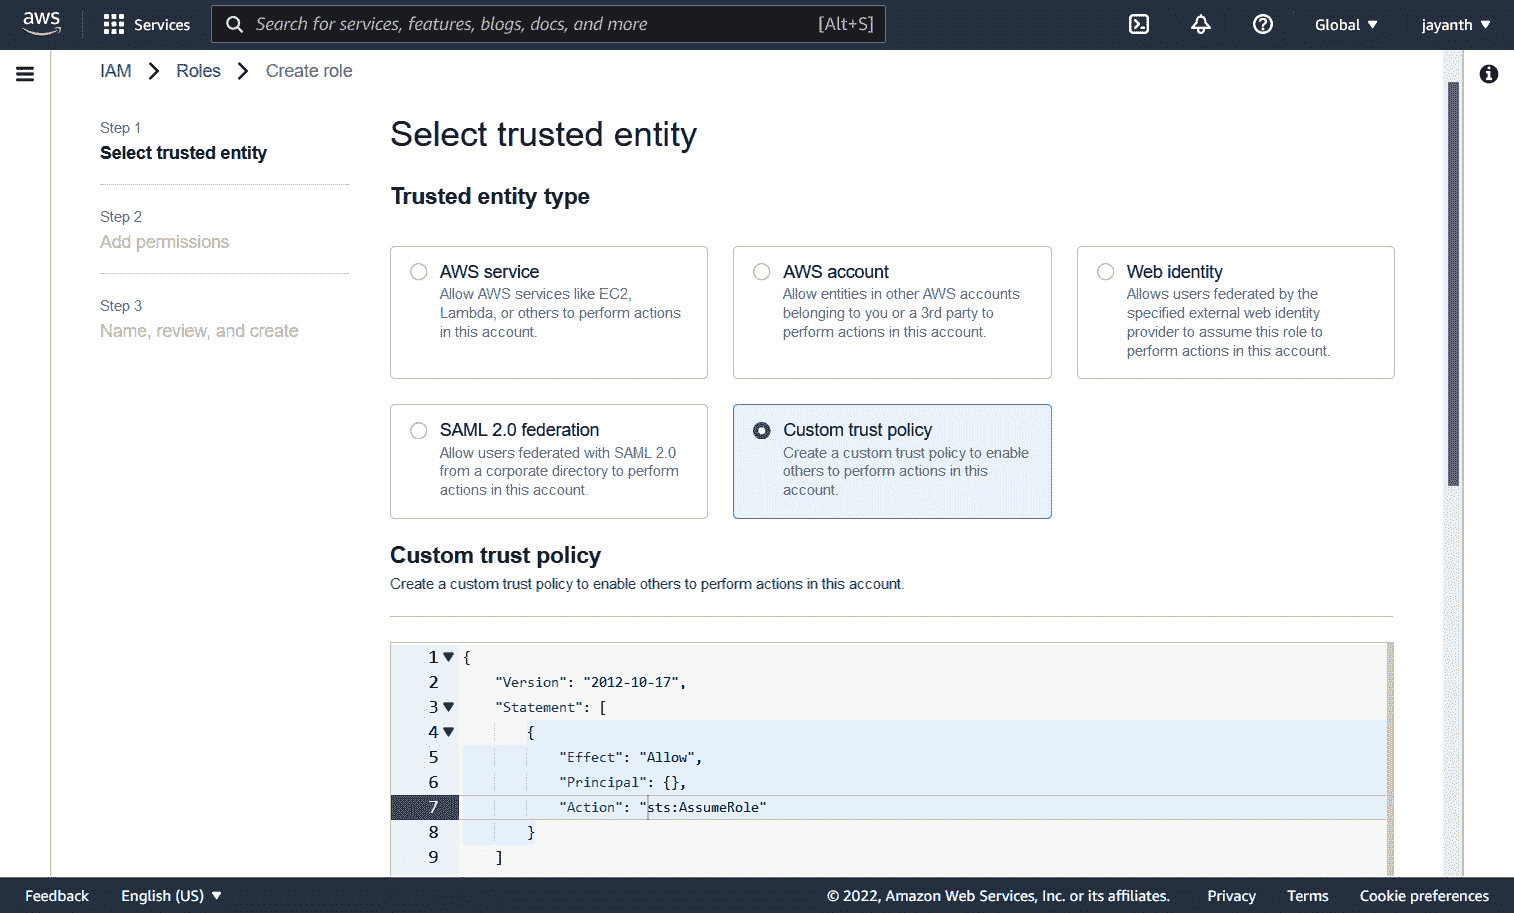 aws
Services
Search for services, features, blogs, docs, and more
[Alt+S]
Global
jayanth
IAM
Roles
Create role
Step 1
Select trusted entity
Step 2
Add permissions
Step 3
Name, review, and create
Select trusted entity
Trusted entity type
AWS service
Allow AWS services like EC2,
Lambda, or others to perform actions
in this account.
AWS account
Allow entities in other AWS accounts
belonging to you or a 3rd party to
perform actions in this account.
Web identity
Allows users federated by the
specified external web identity
provider to assume this role to
perform actions in this account.
SAML 2.0 federation
Allow users federated with SAML 2.0
from a corporate directory to perform
actions in this account.
Custom trust policy
Create a custom trust policy to enable
others to perform actions in this
account.
Custom trust policy
Create a custom trust policy to enable others to perform actions in this account.
1 {
2 "Version": "2012-10-17",
3 "Statement": [
4 {
5 "Effect": "Allow",
6 "Principal": {},
7 "Action": "sts:AssumeRole"
8 }
9 ]
Feedback
English (US)
© 2022, Amazon Web Services, Inc. or its affiliates.
Privacy
Terms
Cookie preferences